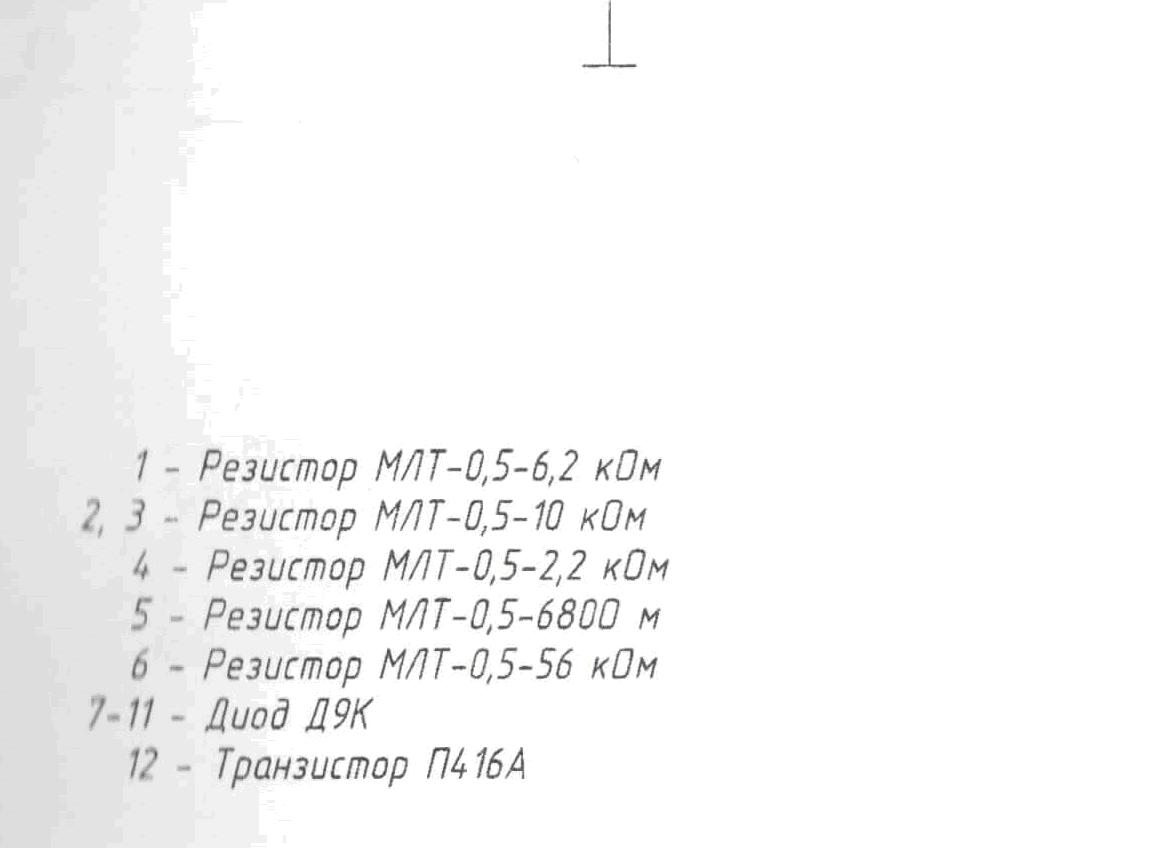 1 - Резистор МЛТ-0,5-6,2 кОм
2, 3 - Резистор МЛТ-0,5-10 кОм
4 - Резистор МЛТ-0,5-2,2 кОм
5 - Резистор МЛТ-0,5-6800 м
6 - Резистор МЛТ-0,5-56 кОм
7-11 - Диод Д9К
12 - Транзистор П416А